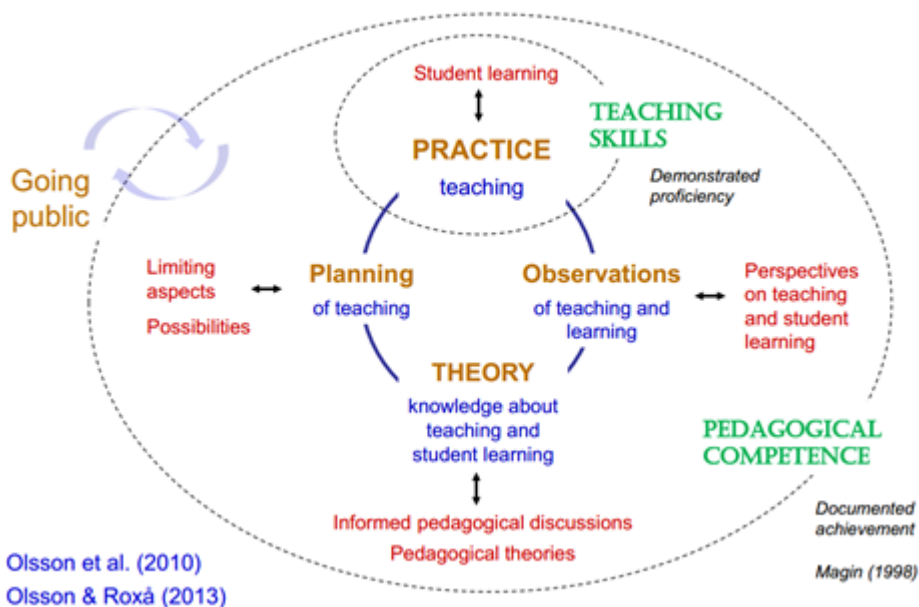 Student learning
TEACHING
SKILLS
PRACTICE
teaching
Demonstrated
proficiency
Going
public
Limiting
aspects
Possibilities
Planning
of teaching
Observations
of teaching and
learning
Perspectives
on teaching
and student
learning
THEORY
knowledge about
teaching and
student learning
PEDAGOGICAL
COMPETENCE
Informed pedagogical discussions
Pedagogical theories
Documented
achievement
Magin (1998)
Olsson et al. (2010)
Olsson & Roxå (2013)